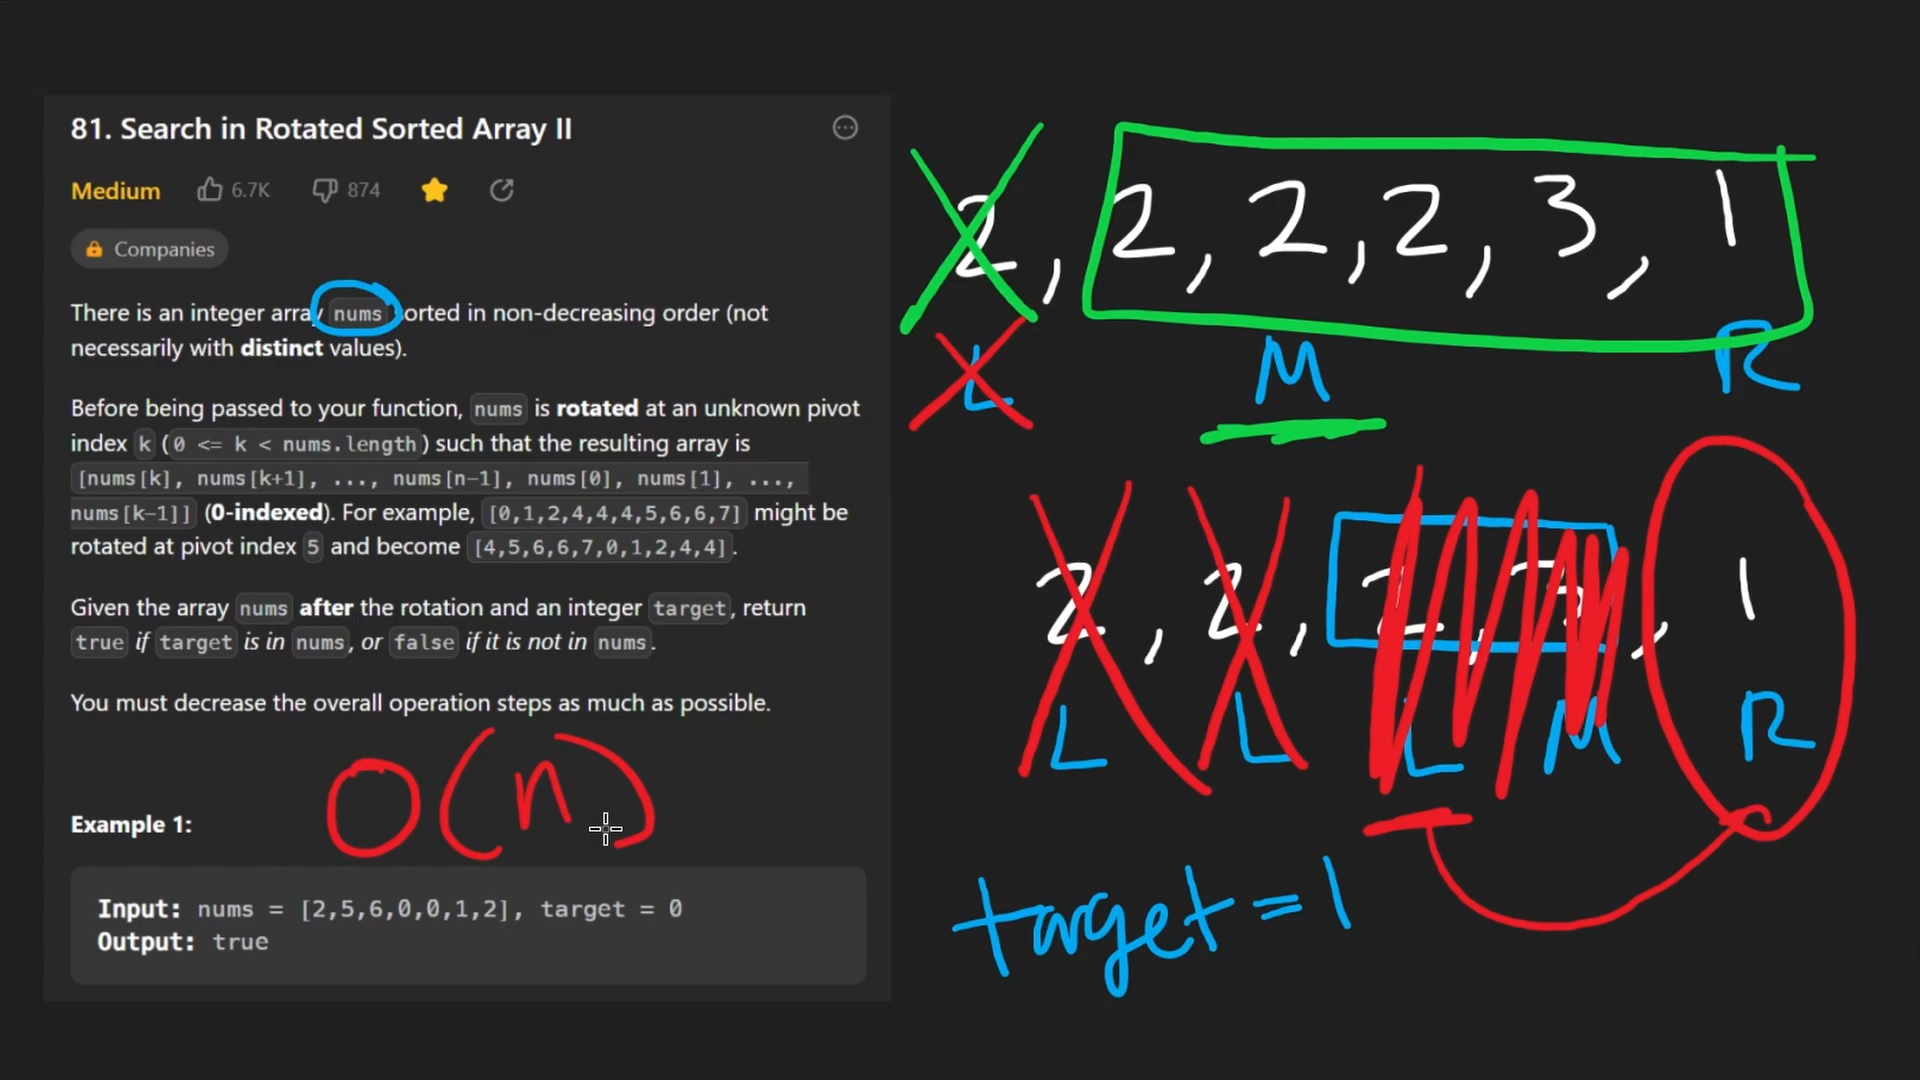 81. Search in Rotated Sorted Array II
Medium 6.7K 874
Companies
There is an integer array nums sorted in non-decreasing order (not
necessarily with distinct values).
Before being passed to your function, nums is rotated at an unknown pivot
index k (0 <= k < nums.length) such that the resulting array is
[nums[k], nums[k+1], ..., nums[n-1], nums[0], nums[1], ...,
nums[k-1]] (0-indexed). For example, [0,1,2,4,4,4,5,6,6,7] might be
rotated at pivot index 5 and become [4,5,6,6,7,0,1,2,4,4].
Given the array nums after the rotation and an integer target, return
true if target is in nums, or false if it is not in nums.
You must decrease the overall operation steps as much as possible.
O(n)
Example 1:
Input: nums = [2,5,6,0,0,1,2], target = 0
Output: true
2, 2, 2, 2, 3, 1
L M R
2, 2, 2, 3, 1
L L L M R
target = 1